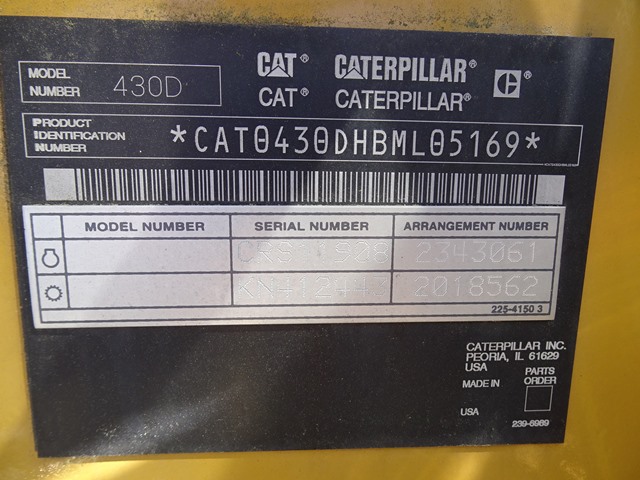 MODEL NUMBER 430D
CAT® CATERPILLAR® C®
CAT® CATERPILLAR®
PRODUCT IDENTIFICATION NUMBER *CAT0430DHBML05169*
MODEL NUMBER SERIAL NUMBER ARRANGEMENT NUMBER
2343061
2018562
225-4150 3
CATERPILLAR INC.
PEORIA, IL 61629
USA
MADE IN
USA
PARTS ORDER
239-6989